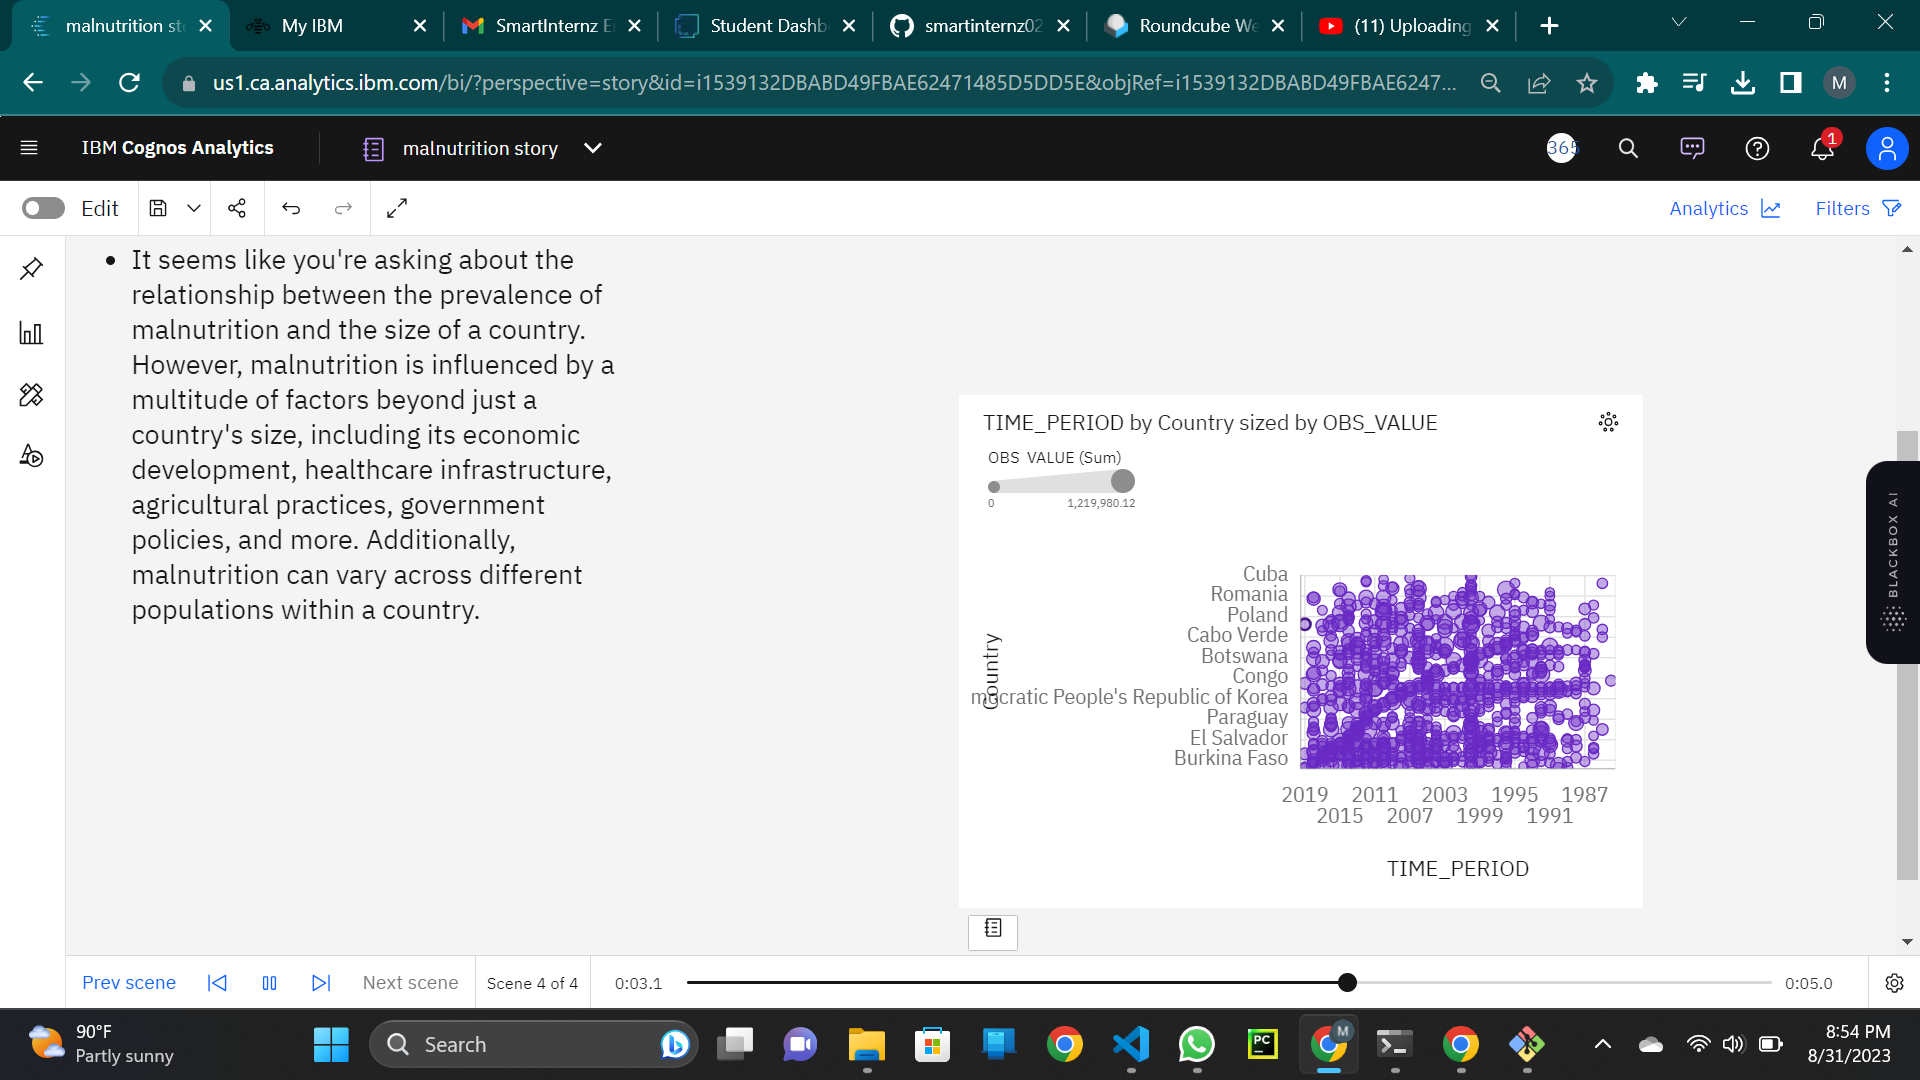 malnutrition st
My IBM
SmartInternz E
Student Dashb
smartinternz02
Roundcube We
(11) Uploading
us1.ca.analytics.ibm.com/bi/?perspective=story&id=i1539132DBABD49FBAE62471485D5DD5E&objRef=i1539132DBABD49FBAE6247...
M
IBM Cognos Analytics
malnutrition story
365
1
Edit
Analytics
Filters
• It seems like you're asking about the
relationship between the prevalence of
malnutrition and the size of a country.
However, malnutrition is influenced by a
multitude of factors beyond just a
country's size, including its economic
development, healthcare infrastructure,
agricultural practices, government
policies, and more. Additionally,
malnutrition can vary across different
populations within a country.
TIME_PERIOD by Country sized by OBS_VALUE
OBS_VALUE (Sum)
0 1,219,980.12
Country
Cuba
Romania
Poland
Cabo Verde
Botswana
Congo
mocratic People's Republic of Korea
Paraguay
El Salvador
Burkina Faso
2019 2011 2003 1995 1987
2015 2007 1999 1991
TIME_PERIOD
BLACKBOX AI
Prev scene
Next scene
Scene 4 of 4
0:03.1
0:05.0
90°F
Partly sunny
Search
PC
M
8:54 PM
8/31/2023